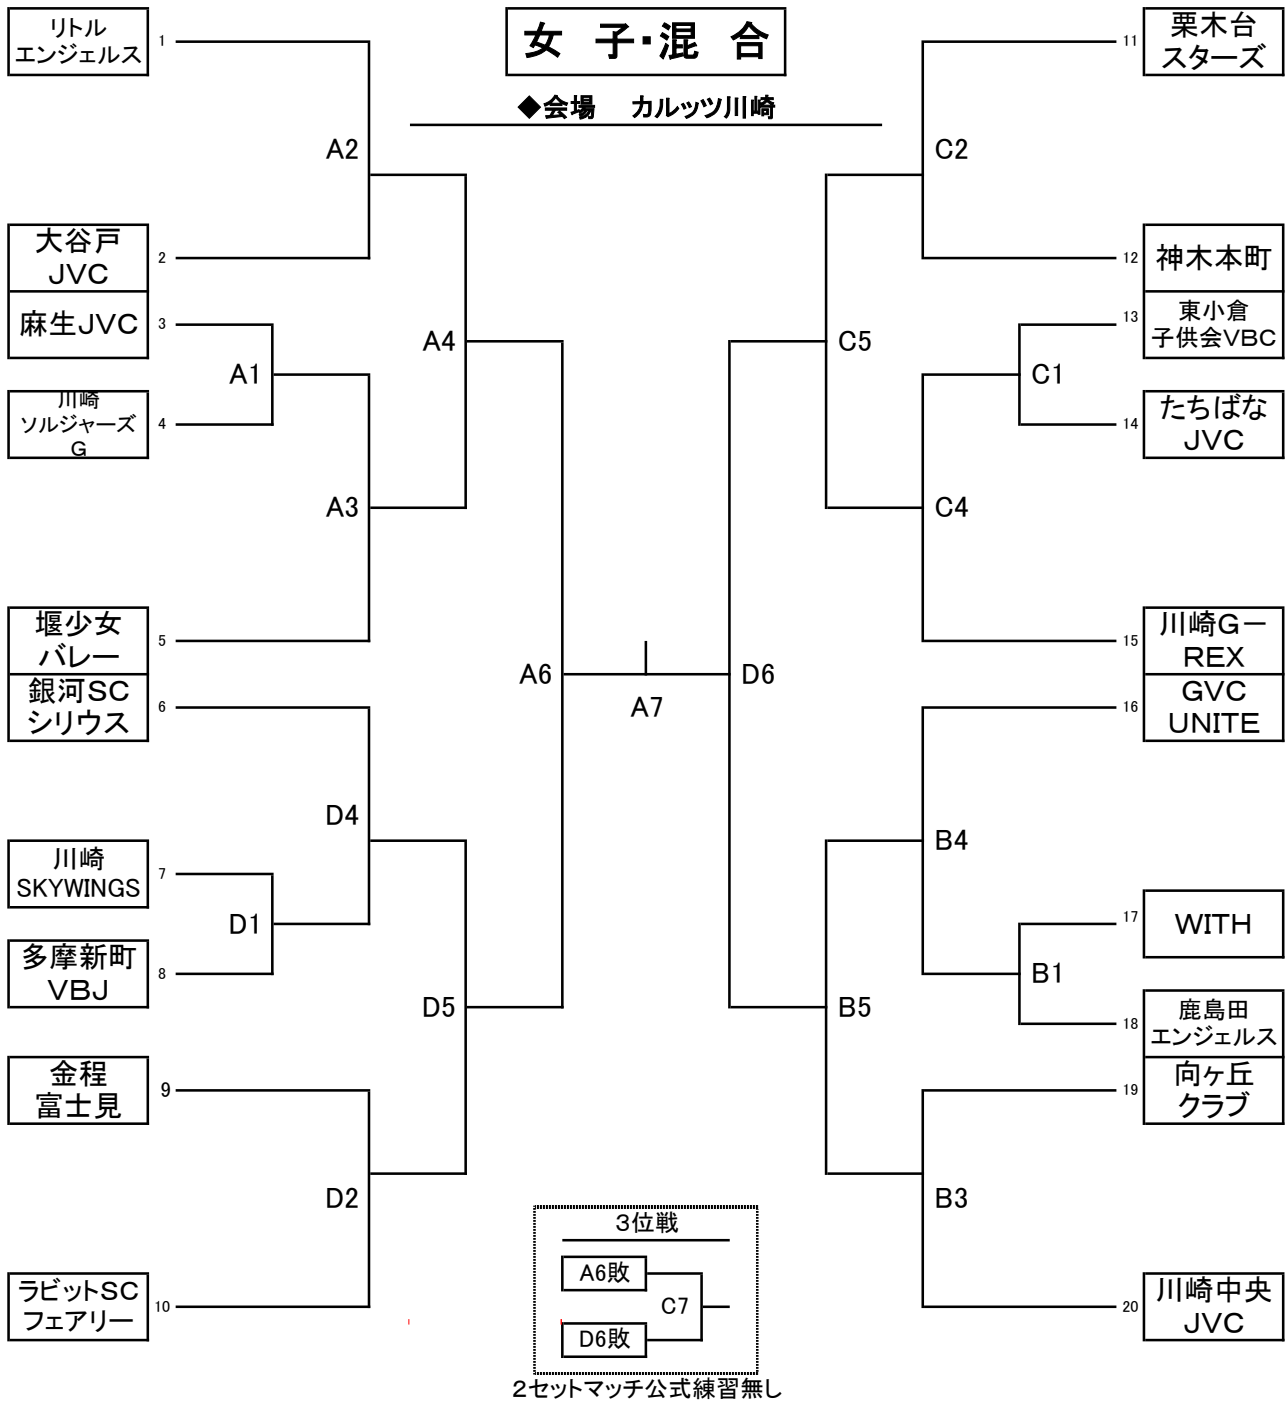 女 子・混 合
◆会場 カルッツ川崎
リトル
エンジェルス
1
A2
大谷戸
JVC
2
麻生JVC
3
A4
A1
川崎
ソルジャーズ
G
4
A3
堰少女
バレー
5
A6
銀河SC
シリウス
6
D4
川崎
SKYWINGS
7
D1
多摩新町
VBJ
8
D5
金程
富士見
9
D2
ラビットSC
フェアリー
10
A7
11
栗木台
スターズ
C2
12
神木本町
13
東小倉
子供会VBC
C5
C1
14
たちばな
JVC
C4
15
川崎G－
REX
D6
16
GVC
UNITE
B4
17
WITH
B1
18
鹿島田
エンジェルス
B5
19
向ヶ丘
クラブ
B3
20
川崎中央
JVC
3位戦
A6敗
C7
D6敗
2セットマッチ公式練習無し